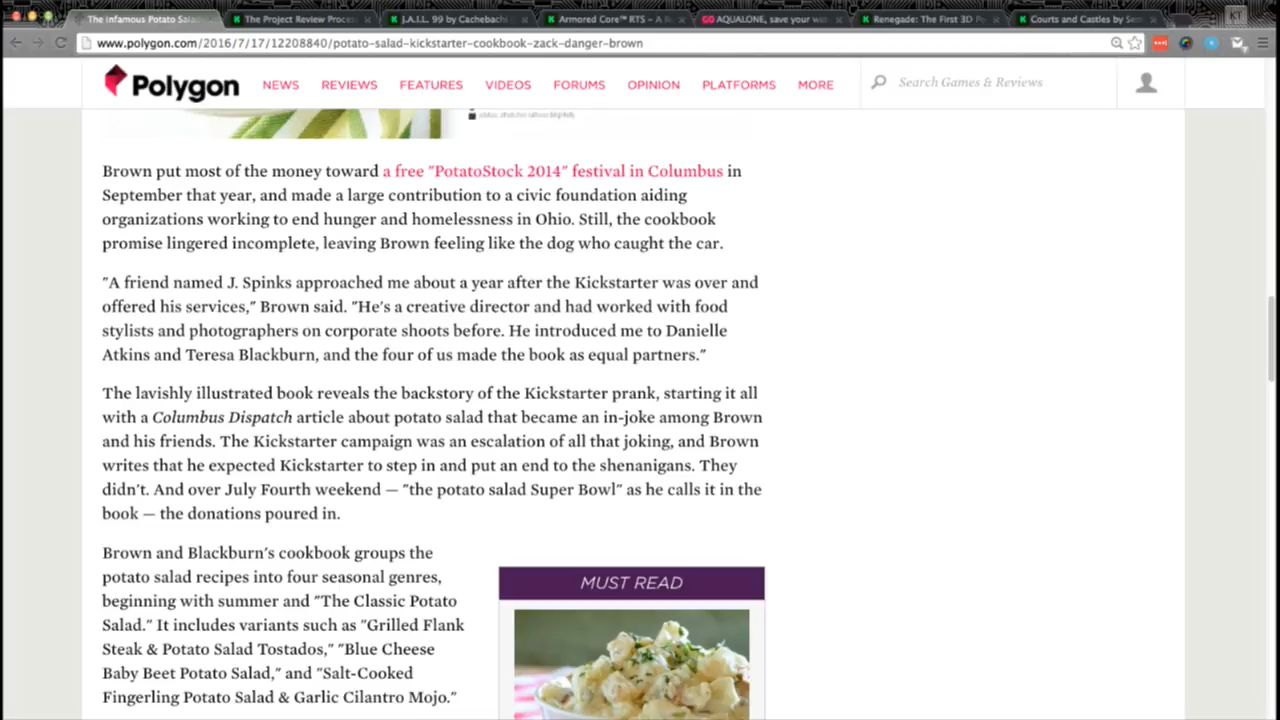 The infamous Potato Sala
The Project Review Proces
J.A.I.L. 99 by Cachebachi
Armored Core™ RTS – A R
AQUALONE, save your wa
Renegade: The First 3D P
Courts and Castles by Sem
KT
www.polygon.com/2016/7/17/12208840/potato-salad-kickstarter-cookbook-zack-danger-brown
Polygon
NEWS REVIEWS FEATURES VIDEOS FORUMS OPINION PLATFORMS MORE
Search Games & Reviews
Brown put most of the money toward a free "PotatoStock 2014" festival in Columbus in
September that year, and made a large contribution to a civic foundation aiding
organizations working to end hunger and homelessness in Ohio. Still, the cookbook
promise lingered incomplete, leaving Brown feeling like the dog who caught the car.
"A friend named J. Spinks approached me about a year after the Kickstarter was over and
offered his services," Brown said. "He's a creative director and had worked with food
stylists and photographers on corporate shoots before. He introduced me to Danielle
Atkins and Teresa Blackburn, and the four of us made the book as equal partners."
The lavishly illustrated book reveals the backstory of the Kickstarter prank, starting it all
with a Columbus Dispatch article about potato salad that became an in-joke among Brown
and his friends. The Kickstarter campaign was an escalation of all that joking, and Brown
writes that he expected Kickstarter to step in and put an end to the shenanigans. They
didn't. And over July Fourth weekend — "the potato salad Super Bowl" as he calls it in the
book — the donations poured in.
Brown and Blackburn's cookbook groups the
potato salad recipes into four seasonal genres,
beginning with summer and "The Classic Potato
Salad." It includes variants such as "Grilled Flank
Steak & Potato Salad Tostados," "Blue Cheese
Baby Beet Potato Salad," and "Salt-Cooked
Fingerling Potato Salad & Garlic Cilantro Mojo."
MUST READ